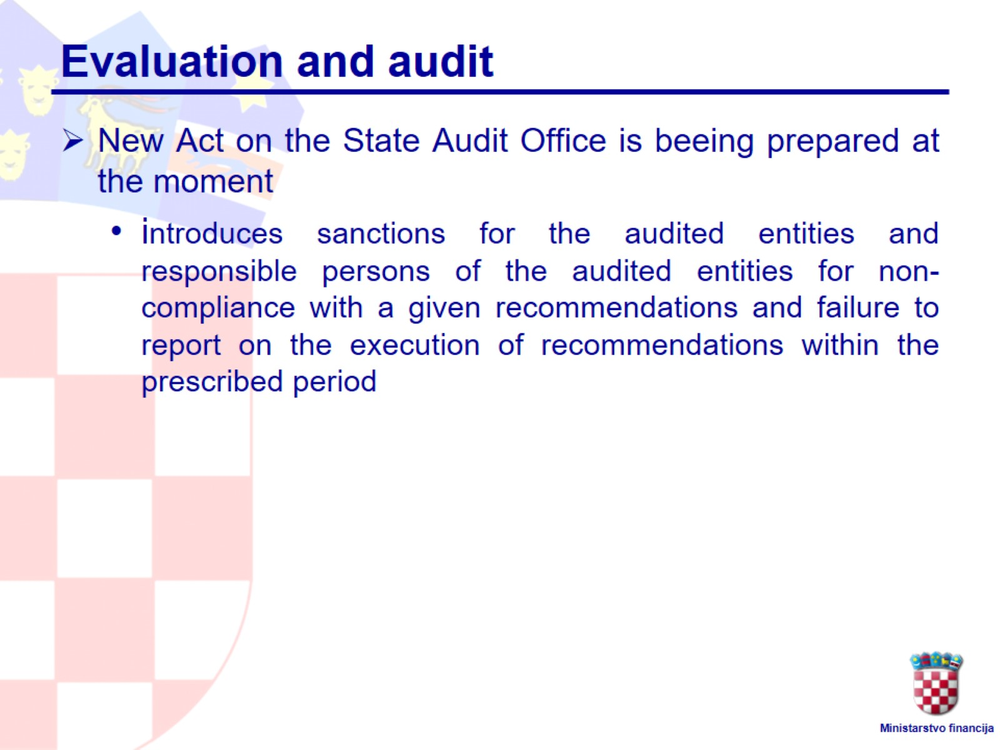 Evaluation and audit
➢ New Act on the State Audit Office is beeing prepared at
the moment
• introduces sanctions for the audited entities and
responsible persons of the audited entities for non-
compliance with a given recommendations and failure to
report on the execution of recommendations within the
prescribed period
Ministarstvo financija